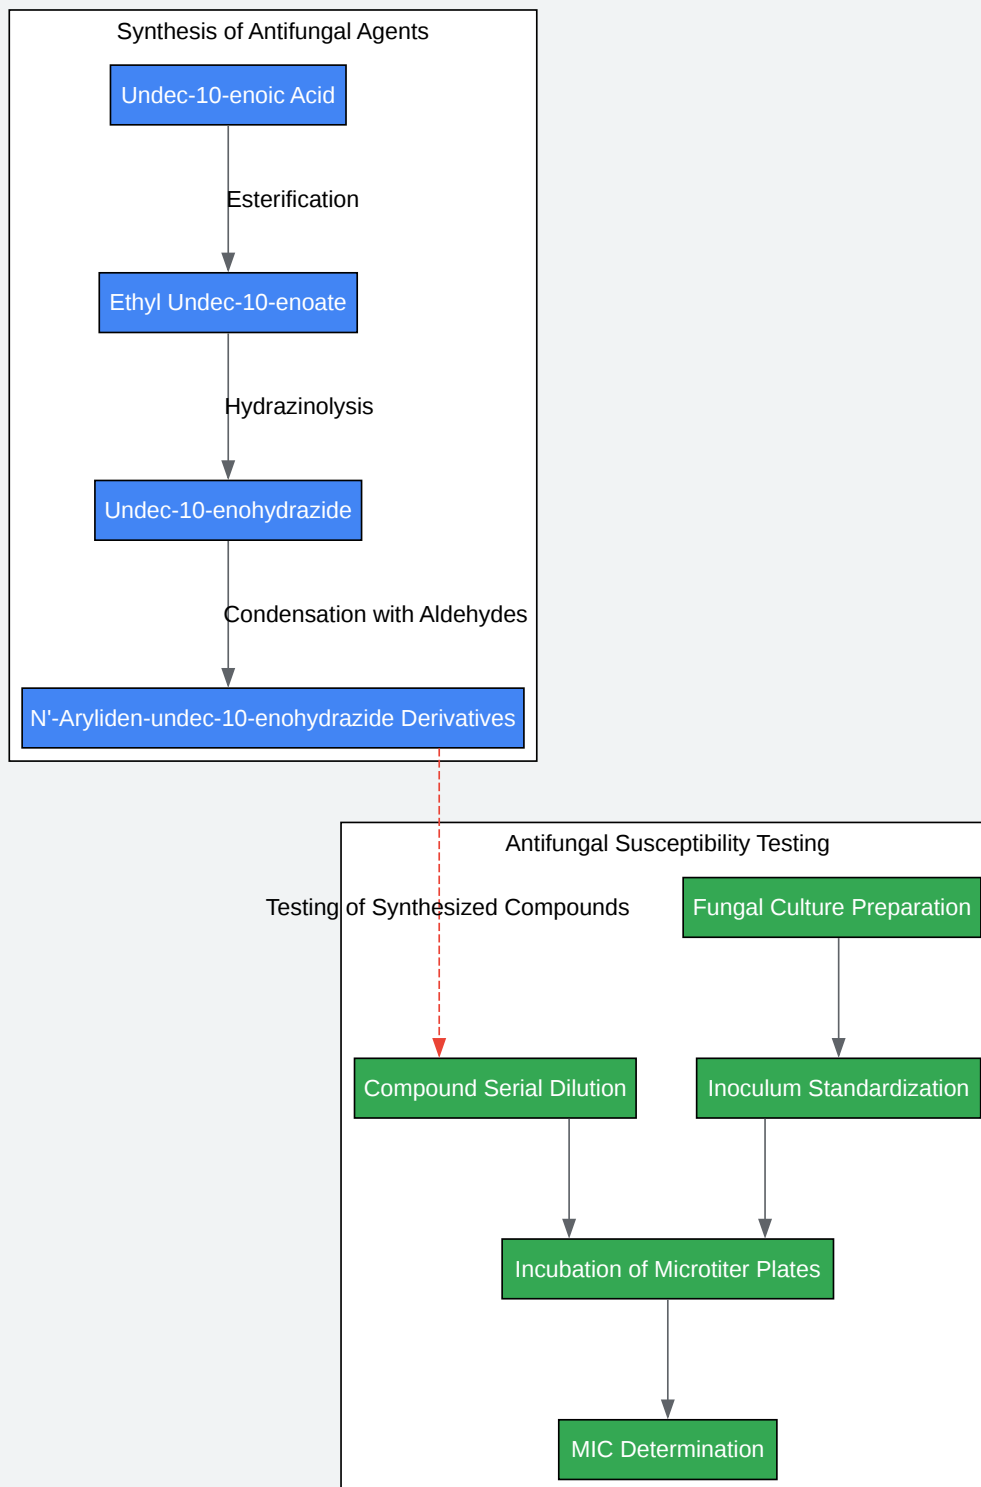 Synthesis of Antifungal Agents
Undec-10-enoic Acid
Esterification
Ethyl Undec-10-enoate
Hydrazinolysis
Undec-10-enohydrazide
Condensation with Aldehydes
N'-Aryliden-undec-10-enohydrazide Derivatives
Antifungal Susceptibility Testing
Testing of Synthesized Compounds
Fungal Culture Preparation
Compound Serial Dilution
Inoculum Standardization
Incubation of Microtiter Plates
MIC Determination